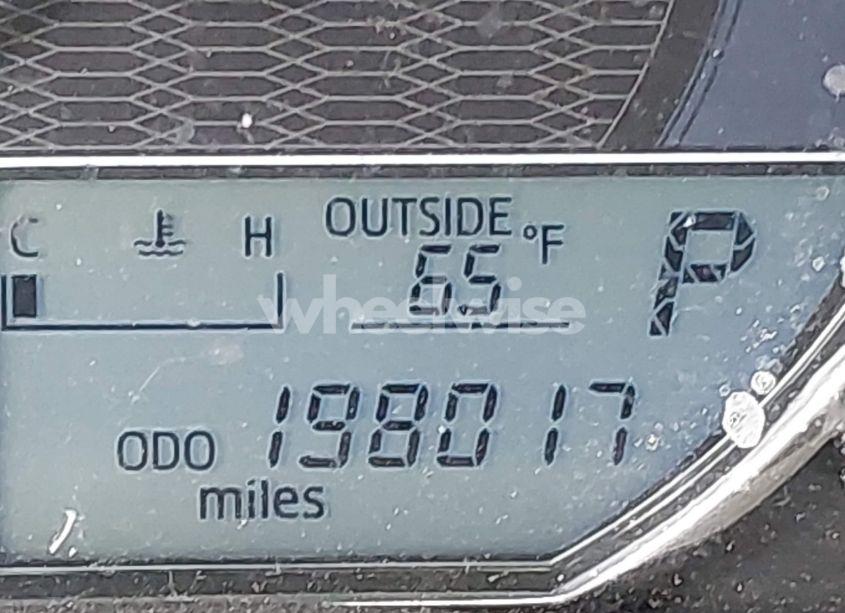 C H
OUTSIDE
65 °F
P
wheelwise
ODO 198017
miles